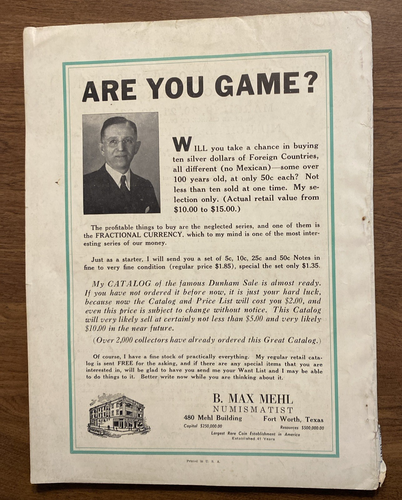 ARE YOU GAME?
WILL you take a chance in buying
ten silver dollars of Foreign Countries,
all different (no Mexican)—some over
100 years old, at only 50c each? Not
less than ten sold at one time. My se-
lection only. (Actual retail value from
$10.00 to $15.00.)
The profitable things to buy are the neglected series, and one of them is
the FRACTIONAL CURRENCY, which to my mind is one of the most inter-
esting series of our money.
Just as a starter, I will send you a set of 5c, 10c, 25c and 50c Notes in
fine to very fine condition (regular price $1.85), special the set only $1.35.
My CATALOG of the famous Dunham Sale is almost ready.
If you have not ordered it before now, it is just your hard luck,
because now the Catalog and Price List will cost you $2.00, and
even this price is subject to change without notice. This Catalog
will very likely sell at certainly not less than $5.00 and very likely
$10.00 in the near future.
(Over 2,000 collectors have already ordered this Great Catalog.)
Of course, I have a fine stock of practically everything. My regular retail cata-
log is sent FREE for the asking, and if there are any special items that you are
interested in, will be glad to have you send me your Want List and I may be able
to do things to it. Better write now while you are thinking about it.
B. MAX MEHL
NUMISMATIST
480 Mehl Building Fort Worth, Texas
Capital $250,000.00 Resources $500,000.00
Largest Rare Coin Establishment in America
Established 41 Years